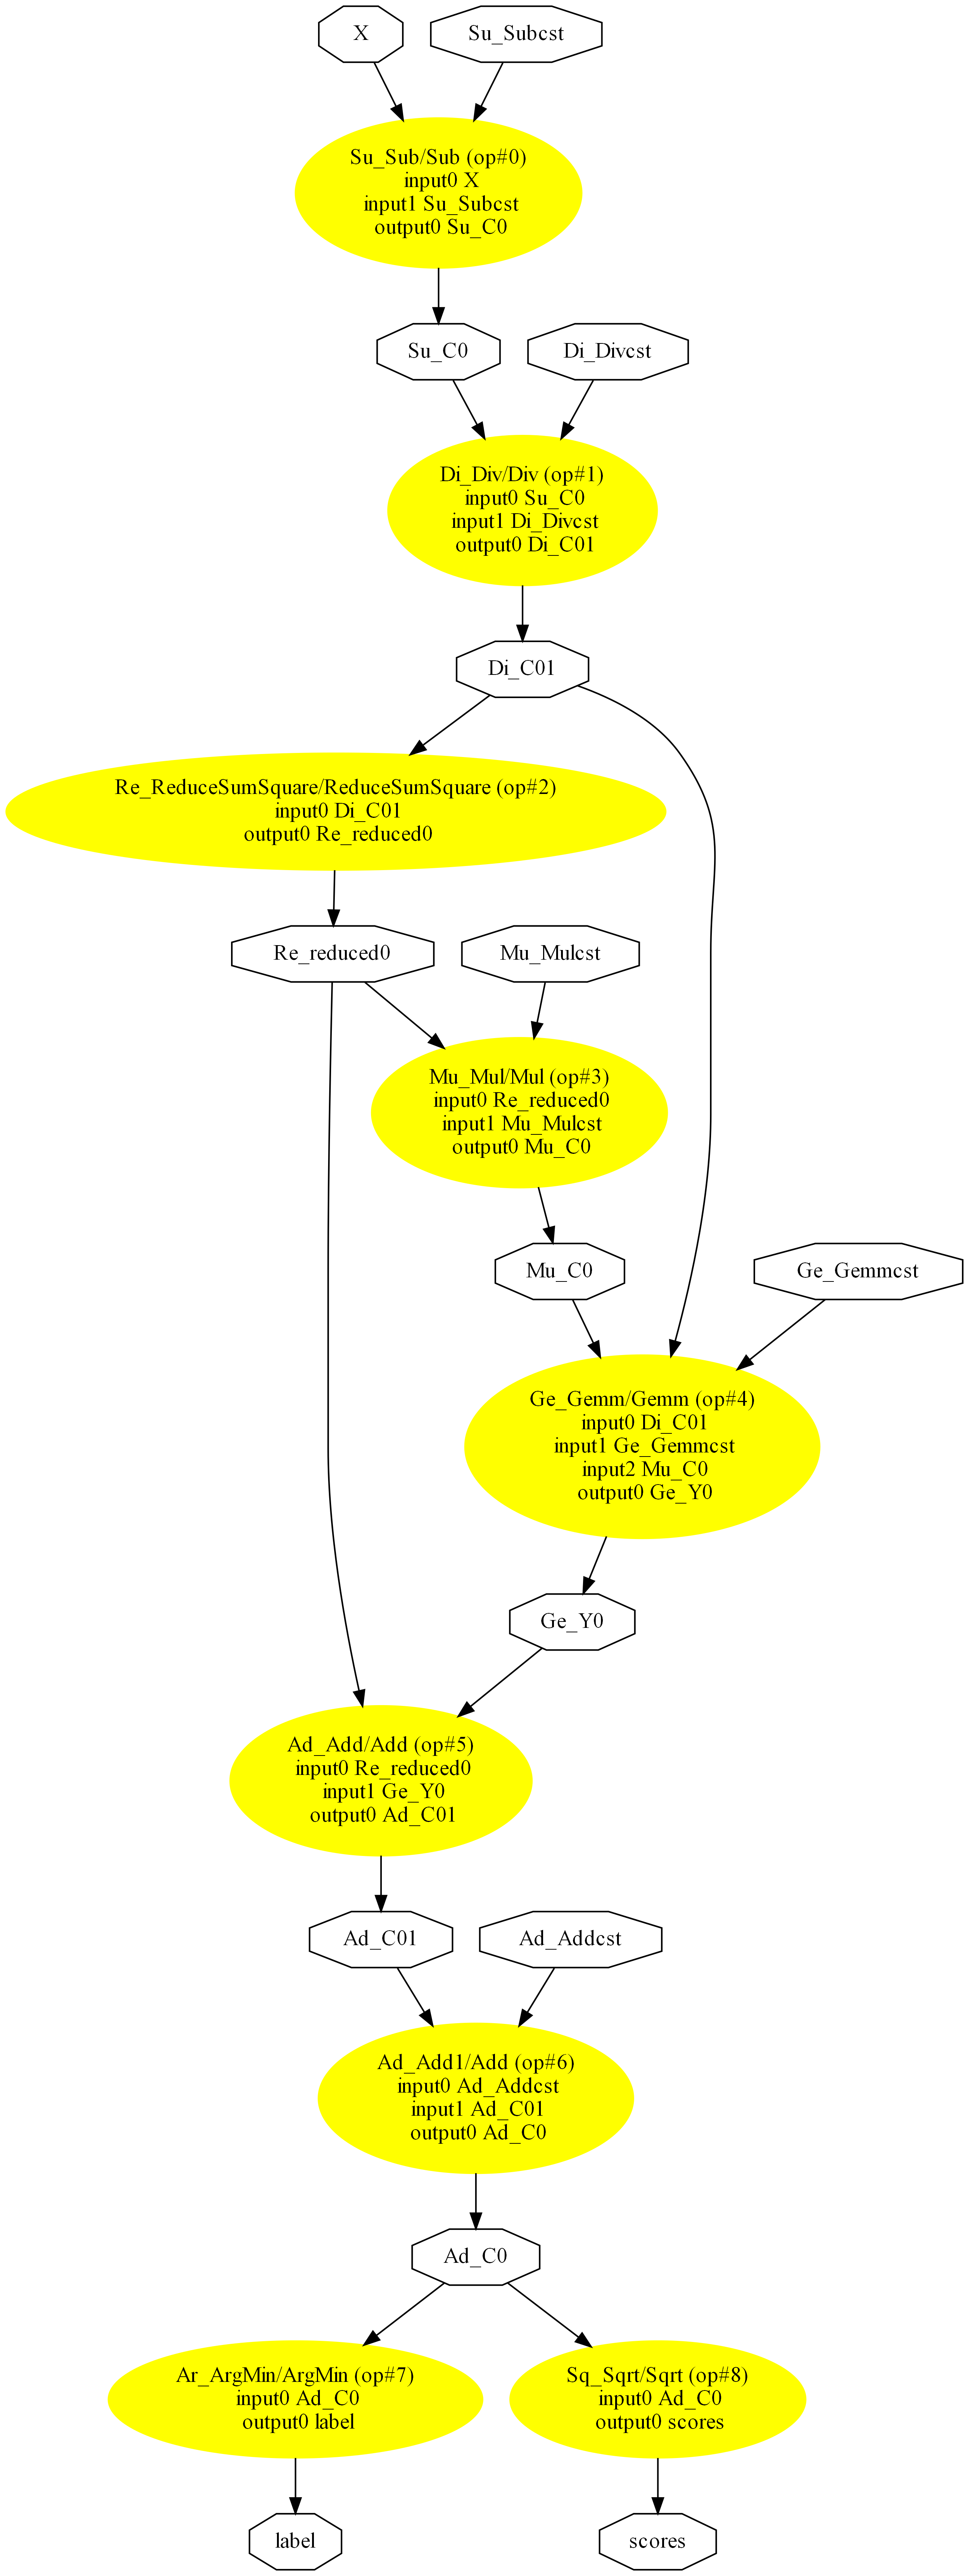 X
Su_Subcst
Su_Sub/Sub (op#0)
input0 X
input1 Su_Subcst
output0 Su_C0
Su_C0
Di_Divcst
Di_Div/Div (op#1)
input0 Su_C0
input1 Di_Divcst
output0 Di_C01
Di_C01
Re_ReduceSumSquare/ReduceSumSquare (op#2)
input0 Di_C01
output0 Re_reduced0
Re_reduced0
Mu_Mulcst
Mu_Mul/Mul (op#3)
input0 Re_reduced0
input1 Mu_Mulcst
output0 Mu_C0
Mu_C0
Ge_Gemmcst
Ge_Gemm/Gemm (op#4)
input0 Di_C01
input1 Ge_Gemmcst
input2 Mu_C0
output0 Ge_Y0
Ge_Y0
Ad_Add/Add (op#5)
input0 Re_reduced0
input1 Ge_Y0
output0 Ad_C01
Ad_C01
Ad_Addcst
Ad_Add1/Add (op#6)
input0 Ad_Addcst
input1 Ad_C01
output0 Ad_C0
Ad_C0
Ar_ArgMin/ArgMin (op#7)
input0 Ad_C0
output0 label
Sq_Sqrt/Sqrt (op#8)
input0 Ad_C0
output0 scores
label
scores